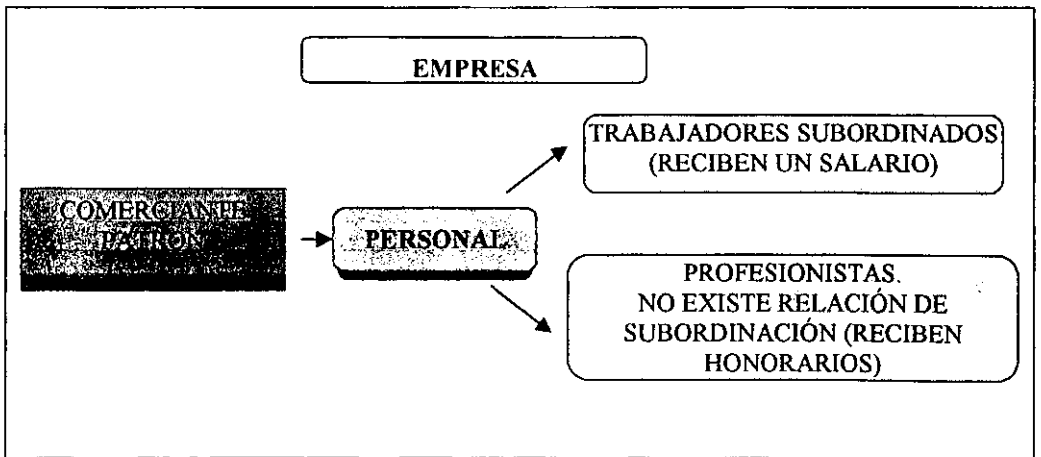 EMPRESA
TRABAJADORES SUBORDINADOS
(RECIBEN UN SALARIO)
COMERCIANTE
PATRON
PERSONAL
PROFESIONISTAS.
NO EXISTE RELACIÓN DE
SUBORDINACIÓN (RECIBEN
HONORARIOS)